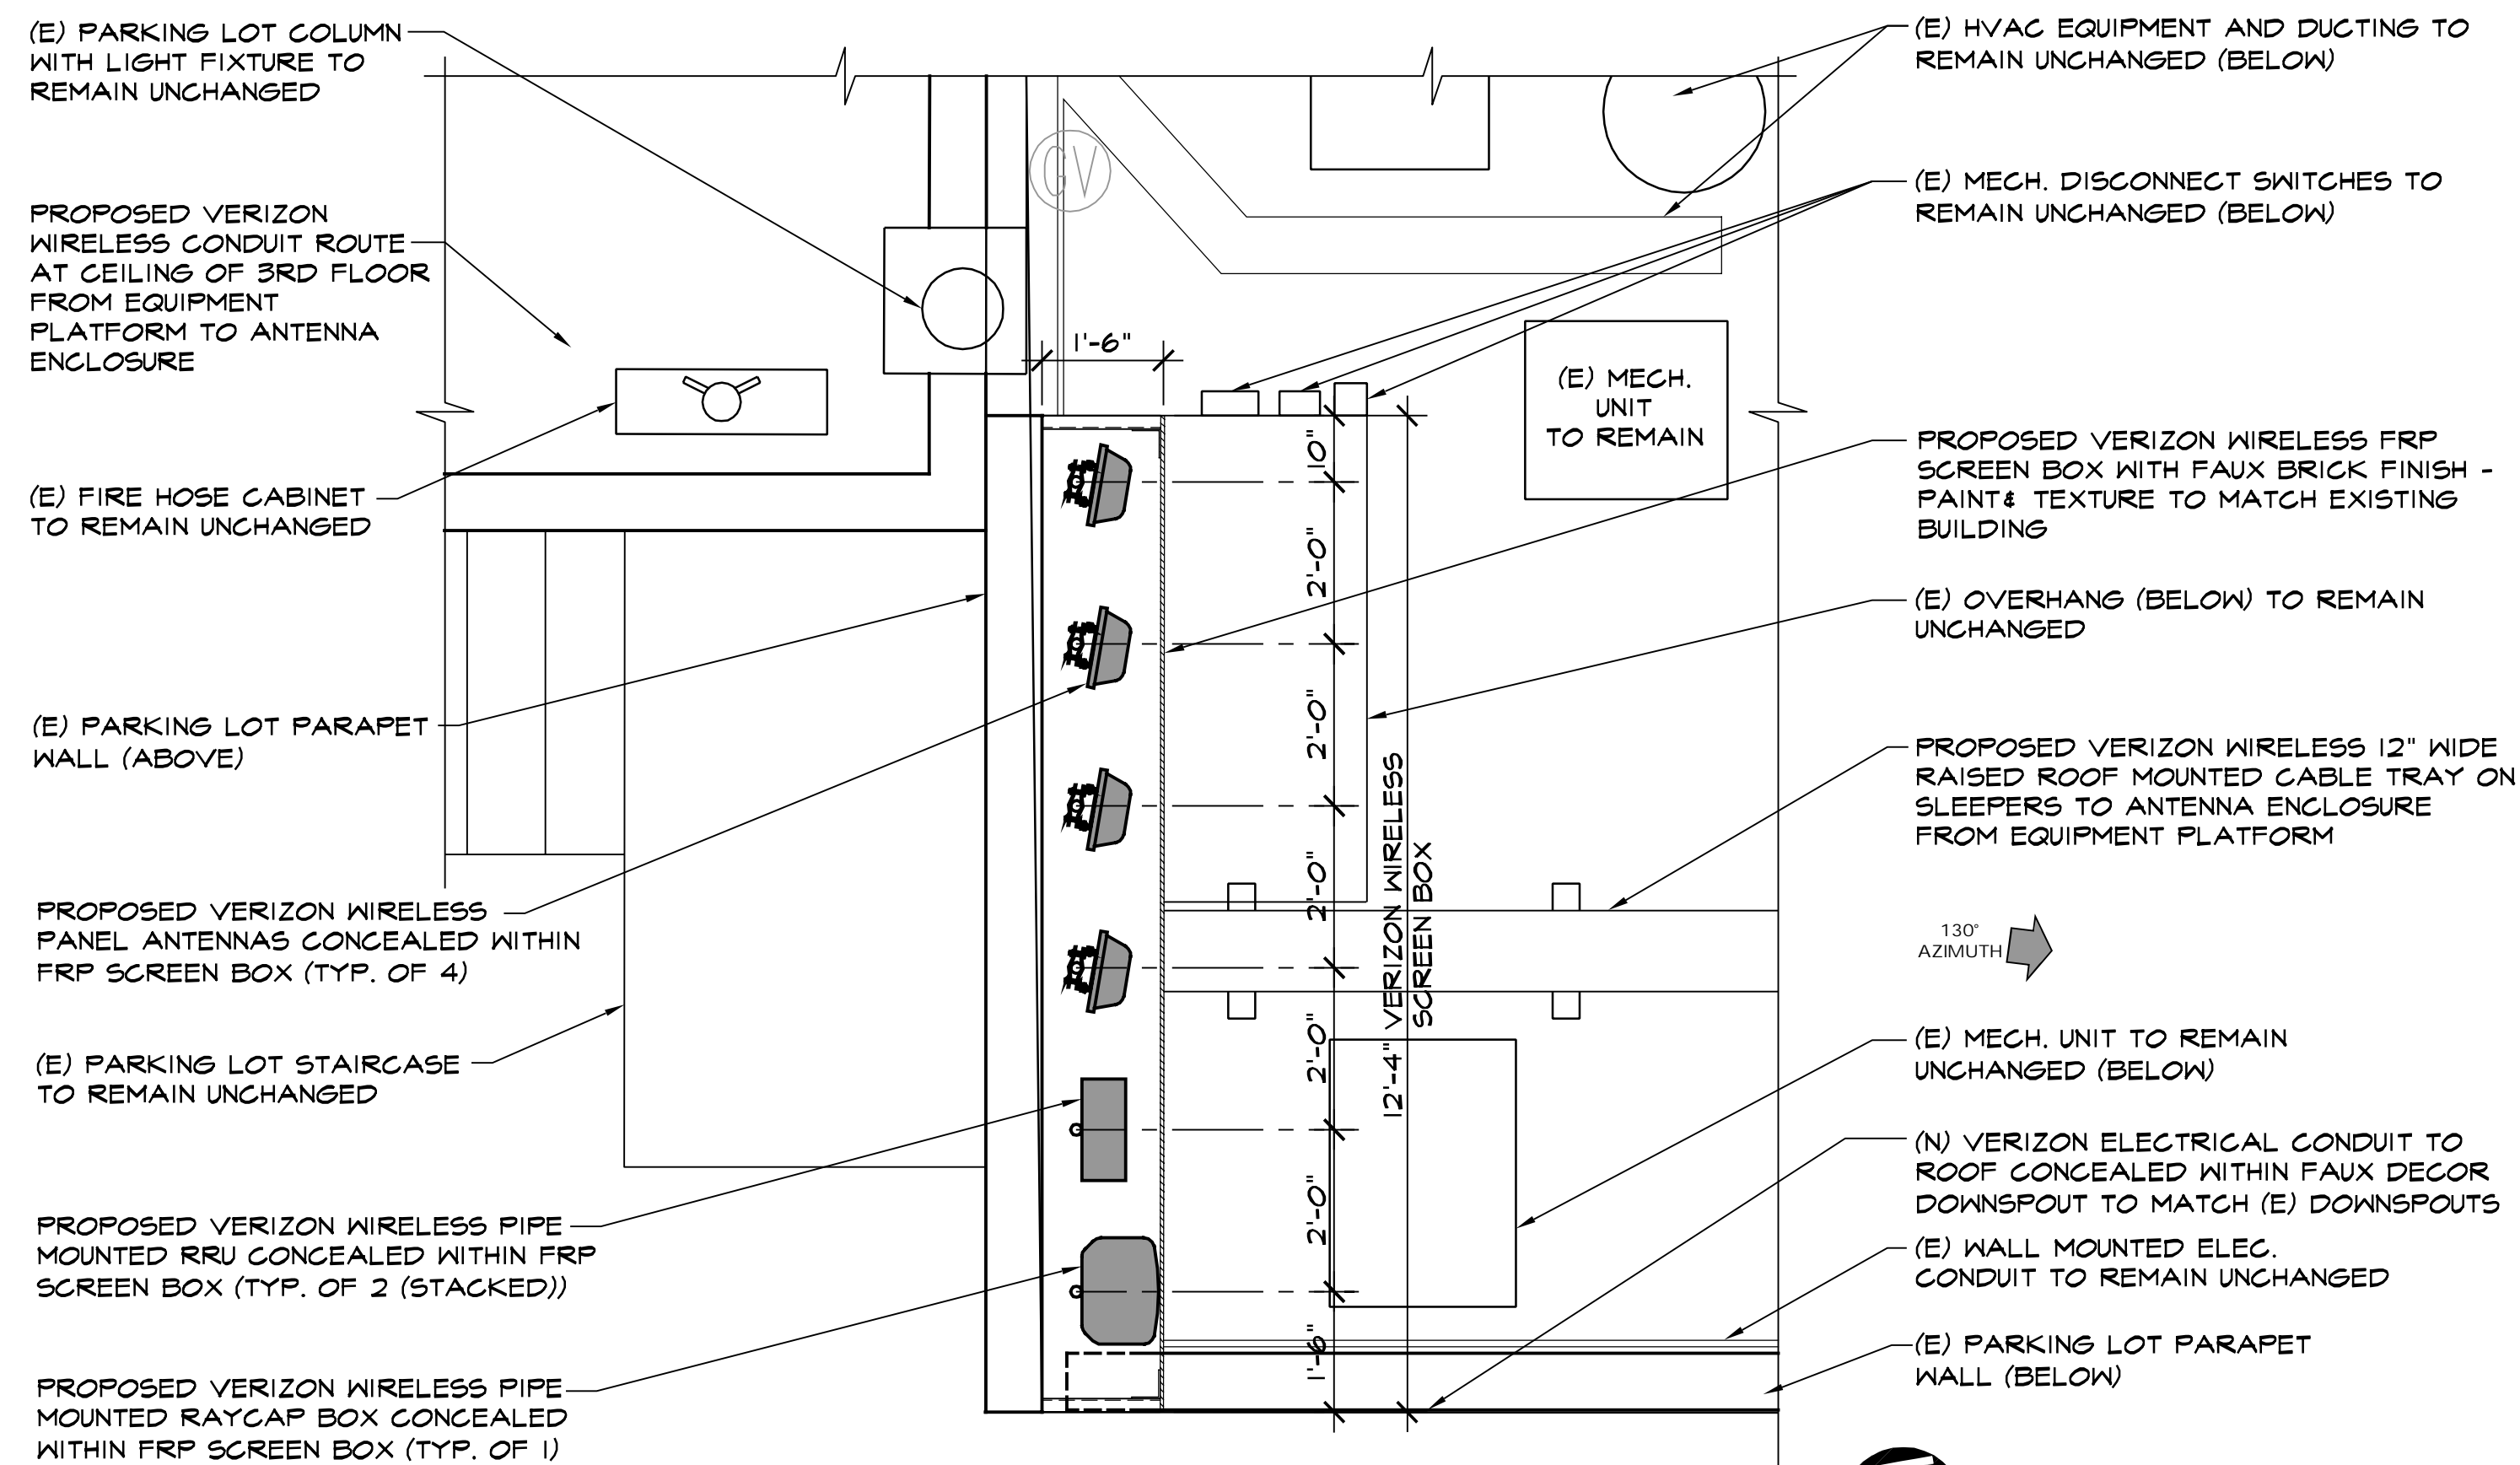 (E) PARKING LOT COLUMN
WITH LIGHT FIXTURE TO
REMAIN UNCHANGED
PROPOSED VERIZON
WIRELESS CONDUIT ROUTE
AT CEILING OF 3RD FLOOR
FROM EQUIPMENT
PLATFORM TO ANTENNA
ENCLOSURE
(E) FIRE HOSE CABINET
TO REMAIN UNCHANGED
(E) PARKING LOT PARAPET
WALL (ABOVE)
PROPOSED VERIZON WIRELESS
PANEL ANTENNAS CONCEALED WITHIN
FRP SCREEN BOX (TYP. OF 4)
(E) PARKING LOT STAIRCASE
TO REMAIN UNCHANGED
PROPOSED VERIZON WIRELESS PIPE
MOUNTED RRU CONCEALED WITHIN FRP
SCREEN BOX (TYP. OF 2 (STACKED))
PROPOSED VERIZON WIRELESS PIPE
MOUNTED RAYCAP BOX CONCEALED
WITHIN FRP SCREEN BOX (TYP. OF 1)
GV
1'-6"
10"
2'-0"
2'-0"
2'-0"
2'-0"
2'-0"
1'-6"
12'-4" VERIZON WIRELESS
SCREEN BOX
(E) MECH.
UNIT
TO REMAIN
(E) HVAC EQUIPMENT AND DUCTING TO
REMAIN UNCHANGED (BELOW)
(E) MECH. DISCONNECT SWITCHES TO
REMAIN UNCHANGED (BELOW)
PROPOSED VERIZON WIRELESS FRP
SCREEN BOX WITH FAUX BRICK FINISH -
PAINT& TEXTURE TO MATCH EXISTING
BUILDING
(E) OVERHANG (BELOW) TO REMAIN
UNCHANGED
PROPOSED VERIZON WIRELESS 12" WIDE
RAISED ROOF MOUNTED CABLE TRAY ON
SLEEPERS TO ANTENNA ENCLOSURE
FROM EQUIPMENT PLATFORM
130°
AZIMUTH
(E) MECH. UNIT TO REMAIN
UNCHANGED (BELOW)
(N) VERIZON ELECTRICAL CONDUIT TO
ROOF CONCEALED WITHIN FAUX DECOR
DOWNSPOUT TO MATCH (E) DOWNSPOUTS
(E) WALL MOUNTED ELEC.
CONDUIT TO REMAIN UNCHANGED
(E) PARKING LOT PARAPET
WALL (BELOW)